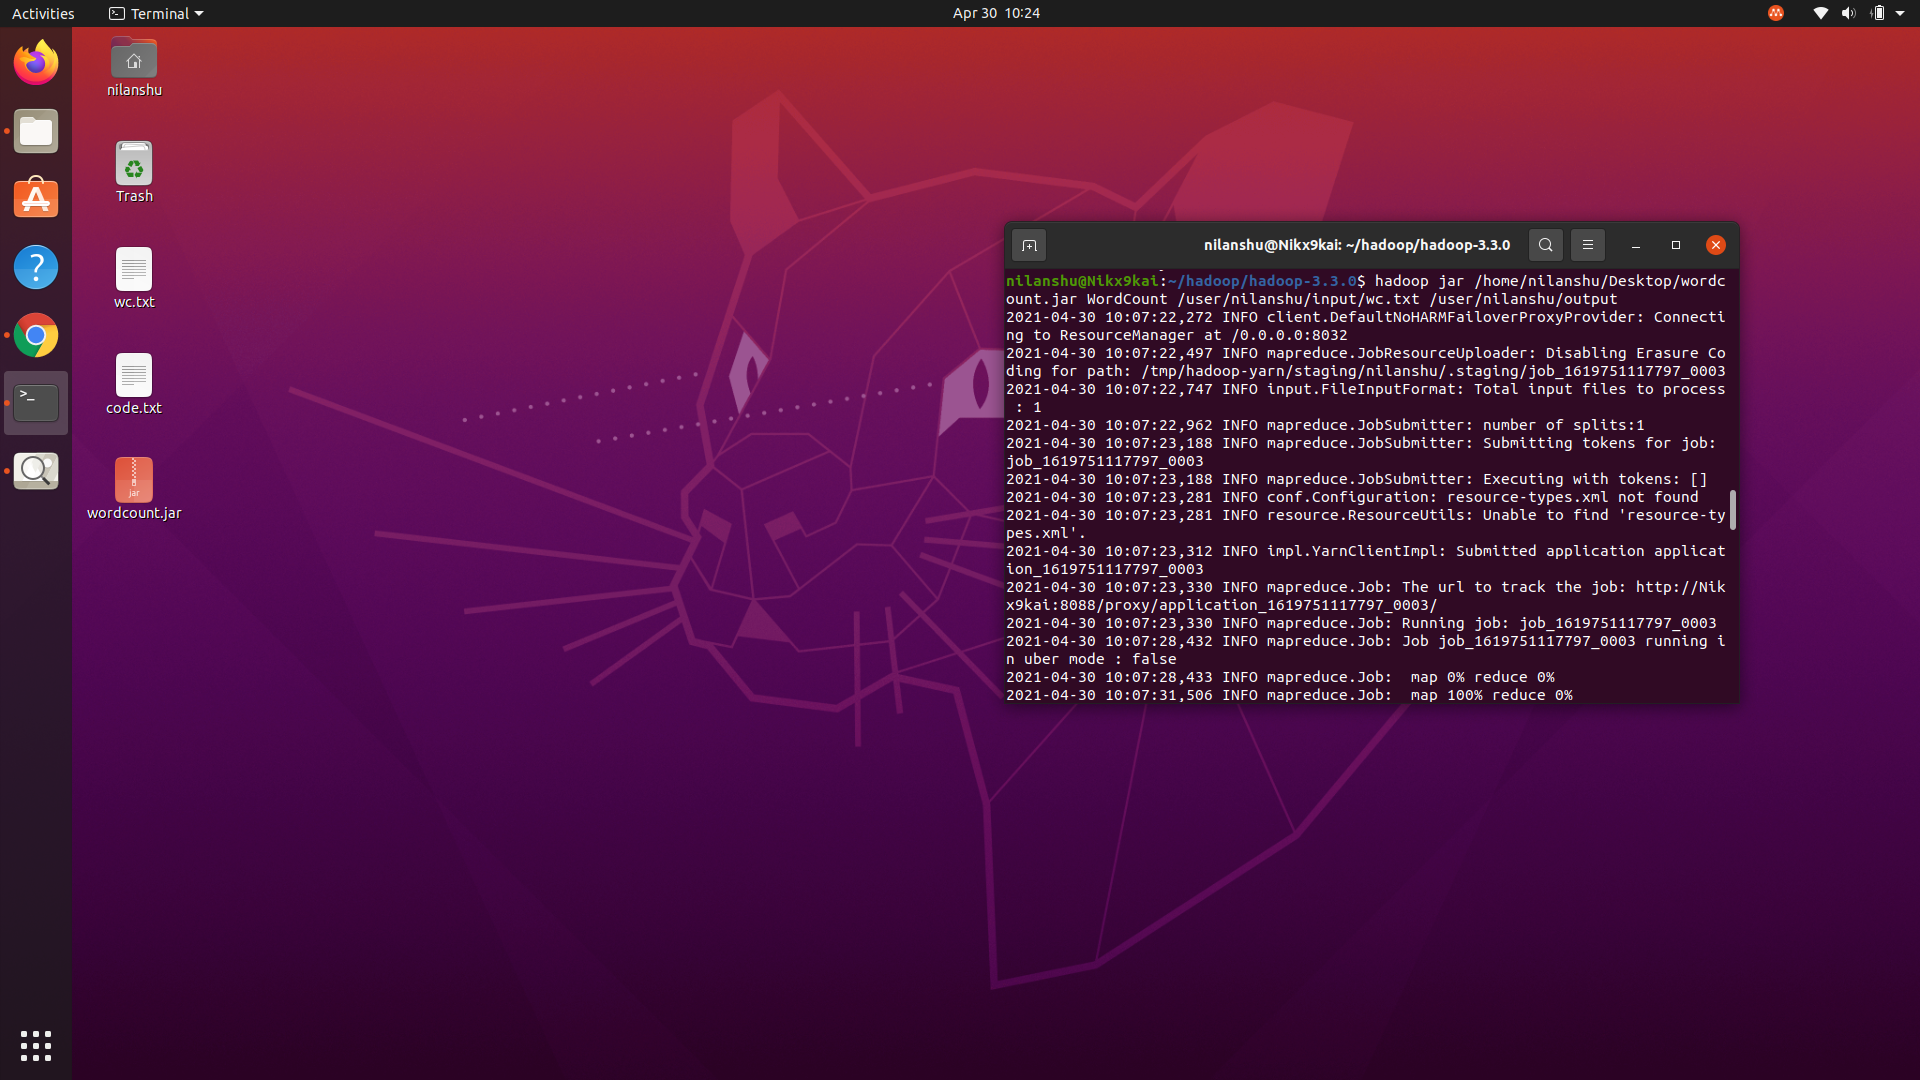 Activities
Terminal
Apr 30 10:24
nilanshu
Trash
wc.txt
code.txt
jar
wordcount.jar
nilanshu@Nikx9kai: ~/hadoop/hadoop-3.3.0
nilanshu@Nikx9kai:~/hadoop/hadoop-3.3.0$ hadoop jar /home/nilanshu/Desktop/wordc
ount.jar WordCount /user/nilanshu/input/wc.txt /user/nilanshu/output
2021-04-30 10:07:22,272 INFO client.DefaultNoHARMFailoverProxyProvider: Connecti
ng to ResourceManager at /0.0.0.0:8032
2021-04-30 10:07:22,497 INFO mapreduce.JobResourceUploader: Disabling Erasure Co
ding for path: /tmp/hadoop-yarn/staging/nilanshu/.staging/job_1619751117797_0003
2021-04-30 10:07:22,747 INFO input.FileInputFormat: Total input files to process
 : 1
2021-04-30 10:07:22,962 INFO mapreduce.JobSubmitter: number of splits:1
2021-04-30 10:07:23,188 INFO mapreduce.JobSubmitter: Submitting tokens for job:
job_1619751117797_0003
2021-04-30 10:07:23,188 INFO mapreduce.JobSubmitter: Executing with tokens: []
2021-04-30 10:07:23,281 INFO conf.Configuration: resource-types.xml not found
2021-04-30 10:07:23,281 INFO resource.ResourceUtils: Unable to find 'resource-ty
pes.xml'.
2021-04-30 10:07:23,312 INFO impl.YarnClientImpl: Submitted application applicat
ion_1619751117797_0003
2021-04-30 10:07:23,330 INFO mapreduce.Job: The url to track the job: http://Nik
x9kai:8088/proxy/application_1619751117797_0003/
2021-04-30 10:07:23,330 INFO mapreduce.Job: Running job: job_1619751117797_0003
2021-04-30 10:07:28,432 INFO mapreduce.Job: Job job_1619751117797_0003 running i
n uber mode : false
2021-04-30 10:07:28,433 INFO mapreduce.Job:  map 0% reduce 0%
2021-04-30 10:07:31,506 INFO mapreduce.Job:  map 100% reduce 0%